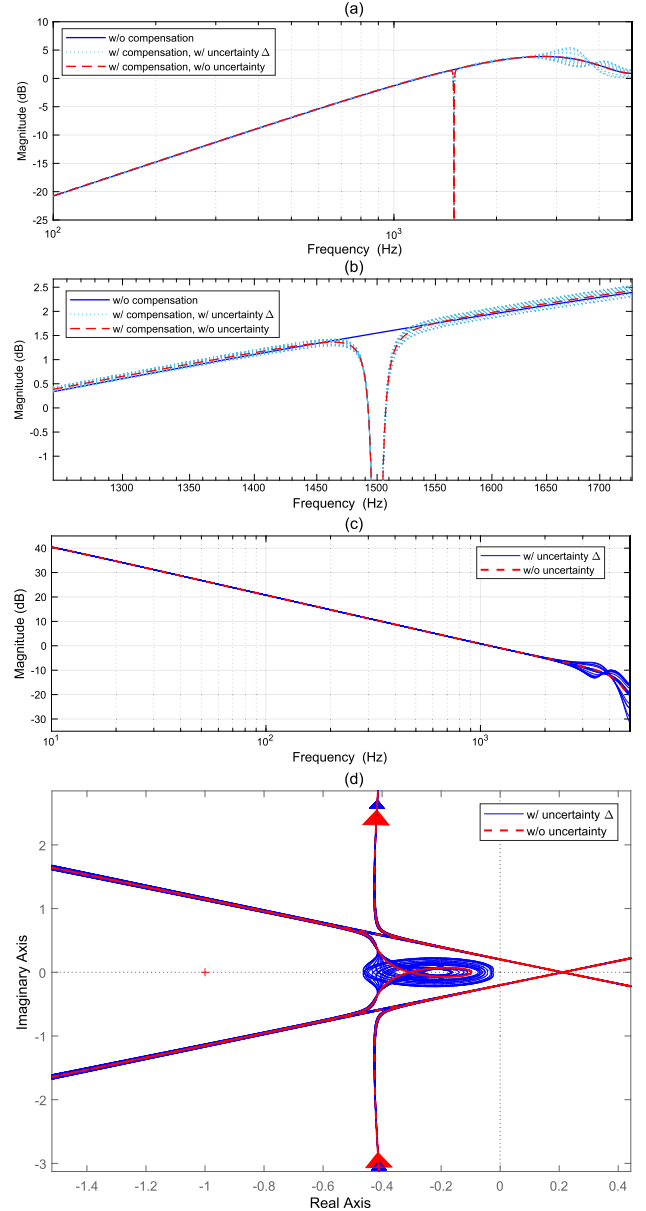 (a)
10
5
0
-5
-10
-15
-20
-25
Magnitude (dB)
w/o compensation
w/ compensation, w/ uncertainty Δ
w/ compensation, w/o uncertainty
10²
10³
Frequency (Hz)
(b)
2.5
2
1.5
1
0.5
0
-0.5
-1
Magnitude (dB)
w/o compensation
w/ compensation, w/ uncertainty Δ
w/ compensation, w/o uncertainty
1300 1350 1400 1450 1500 1550 1600 1650 1700
Frequency (Hz)
(c)
40
30
20
10
0
-10
-20
-30
Magnitude (dB)
w/ uncertainty Δ
w/o uncertainty
10¹
10²
10³
Frequency (Hz)
(d)
2
1
0
-1
-2
-3
Imaginary Axis
w/ uncertainty Δ
w/o uncertainty
-1.4 -1.2 -1 -0.8 -0.6 -0.4 -0.2 0 0.2 0.4
Real Axis